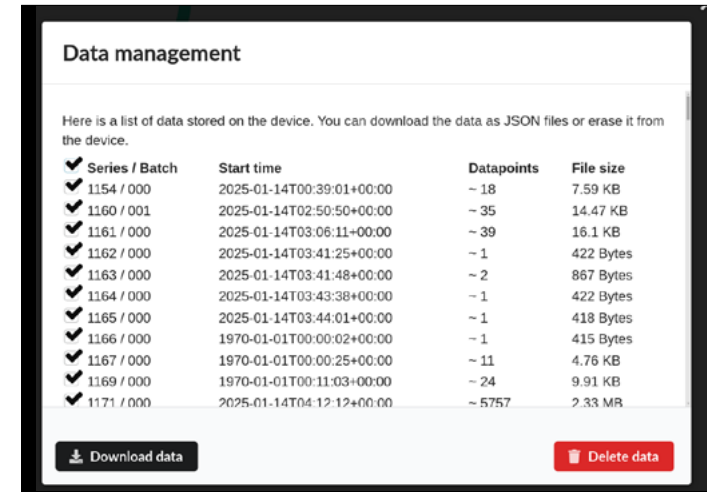 Data management
Here is a list of data stored on the device. You can download the data as JSON files or erase it from
the device.
Series / Batch Start time Datapoints File size
1154 / 000 2025-01-14T00:39:01+00:00 ~ 18 7.59 KB
1160 / 001 2025-01-14T02:50:50+00:00 ~ 35 14.47 KB
1161 / 000 2025-01-14T03:06:11+00:00 ~ 39 16.1 KB
1162 / 000 2025-01-14T03:41:25+00:00 ~ 1 422 Bytes
1163 / 000 2025-01-14T03:41:48+00:00 ~ 2 867 Bytes
1164 / 000 2025-01-14T03:43:38+00:00 ~ 1 422 Bytes
1165 / 000 2025-01-14T03:44:01+00:00 ~ 1 418 Bytes
1166 / 000 1970-01-01T00:00:02+00:00 ~ 1 415 Bytes
1167 / 000 1970-01-01T00:00:25+00:00 ~ 11 4.76 KB
1169 / 000 1970-01-01T00:11:03+00:00 ~ 24 9.91 KB
1171 / 000 2025-01-14T04:12:12+00:00 ~ 5757 2.33 MB
Download data Delete data